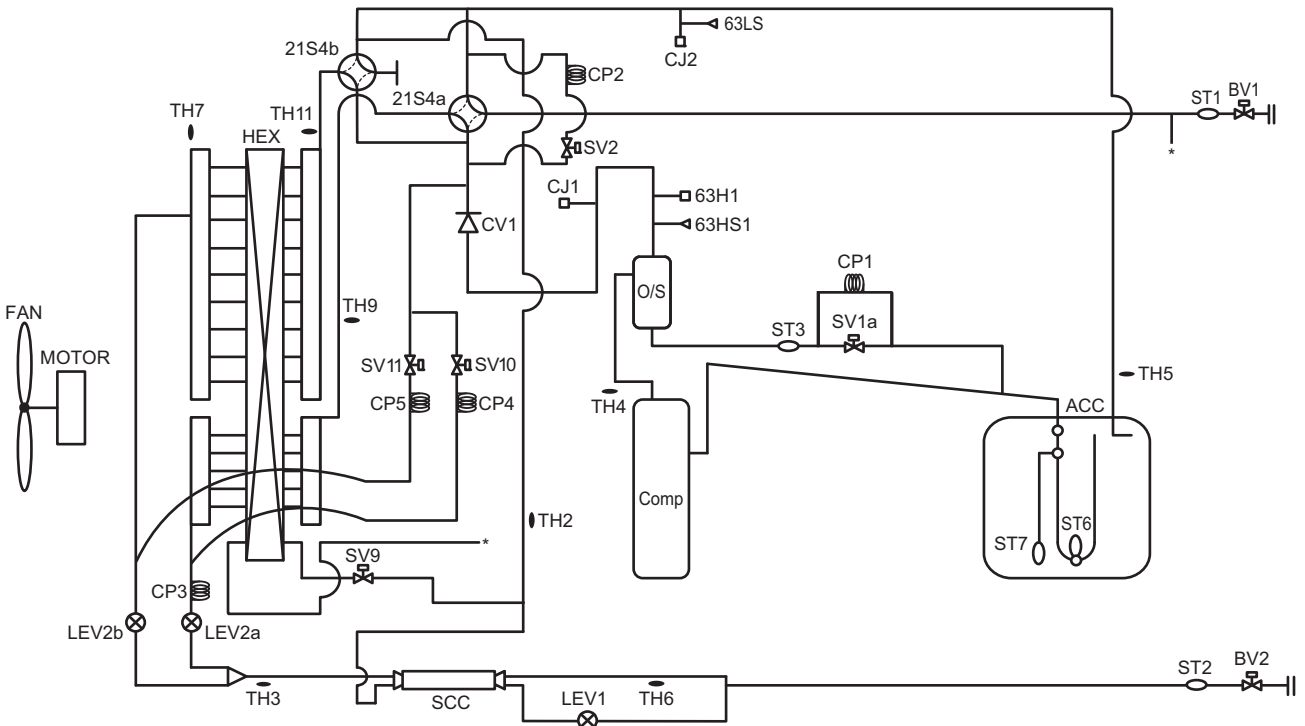 63LS
21S4b
CJ2
CP2
21S4a
TH7
TH11
ST1
BV1
HEX
SV2
*
CJ1
63H1
CV1
63HS1
O/S
CP1
TH9
FAN
ST3
SV1a
MOTOR
SV11
SV10
TH5
CP5
CP4
TH4
ACC
Comp
TH2
ST6
ST7
*
SV9
CP3
LEV2b
LEV2a
ST2
BV2
TH3
SCC
LEV1
TH6